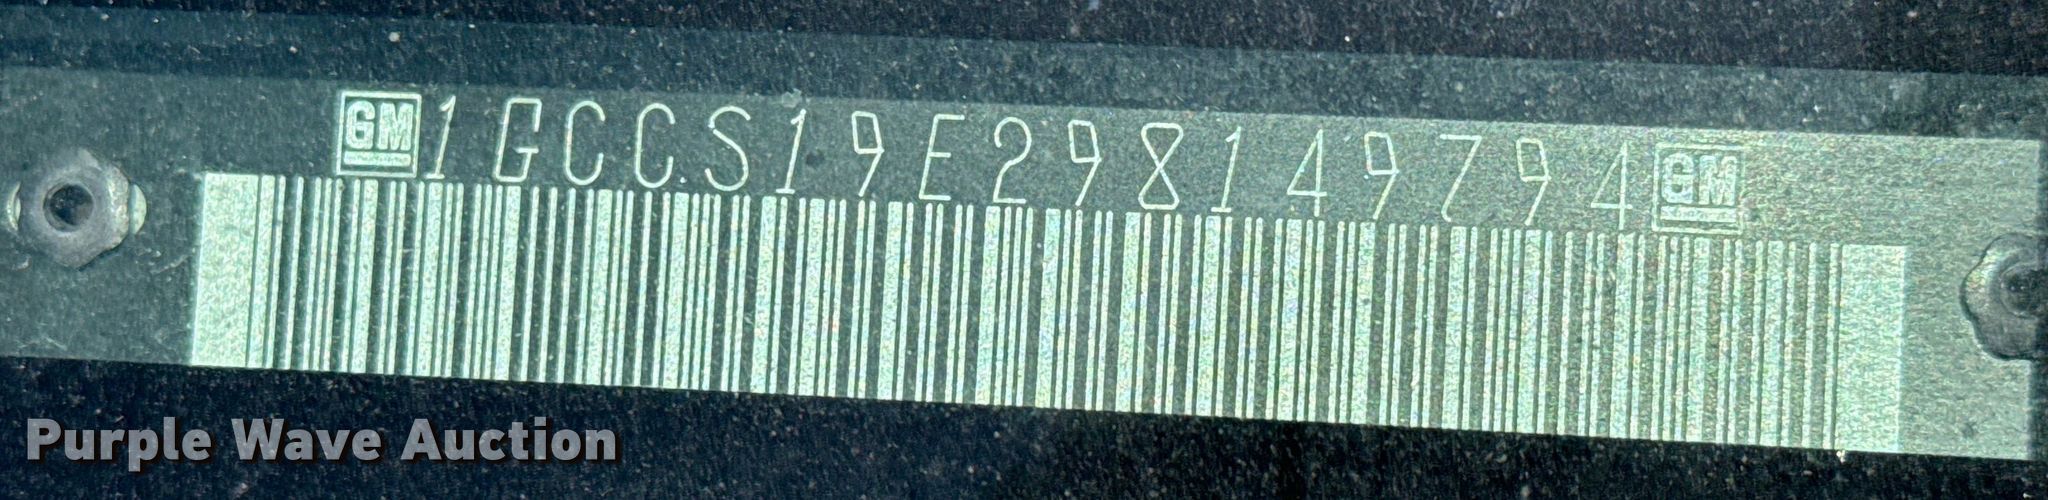 GM 1GCCS19E298149794 GM
Purple Wave Auction